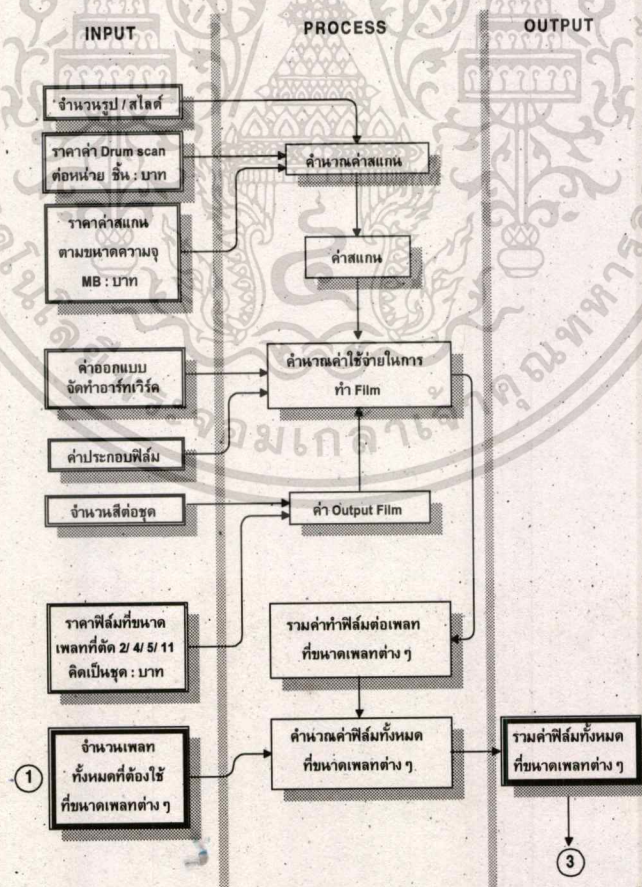 INPUT
PROCESS
OUTPUT
จำนวนรูป / สไลด์
ราคาค่า Drum scan
ต่อหน่วย ชิ้น : บาท
คำนวณค่าสแกน
ราคาค่าสแกน
ตามขนาดความจุ
MB : บาท
ค่าสแกน
ค่าออกแบบ
จัดทำอาร์ทเวิร์ค
คำนวณค่าใช้จ่ายในการ
ทำ Film
ค่าประกอบฟิล์ม
จำนวนสีต่อชุด
ค่า Output Film
ราคาฟิล์มที่ขนาด
เพลทที่ตัด 2/ 4/ 5/ 11
คิดเป็นชุด : บาท
รวมค่าทำฟิล์มต่อเพลท
ที่ขนาดเพลทต่าง ๆ
1
จำนวนเพลท
ทั้งหมดที่ต้องใช้
ที่ขนาดเพลทต่าง ๆ
คำนวณค่าฟิล์มทั้งหมด
ที่ขนาดเพลทต่าง ๆ
รวมค่าฟิล์มทั้งหมด
ที่ขนาดเพลทต่าง ๆ
3